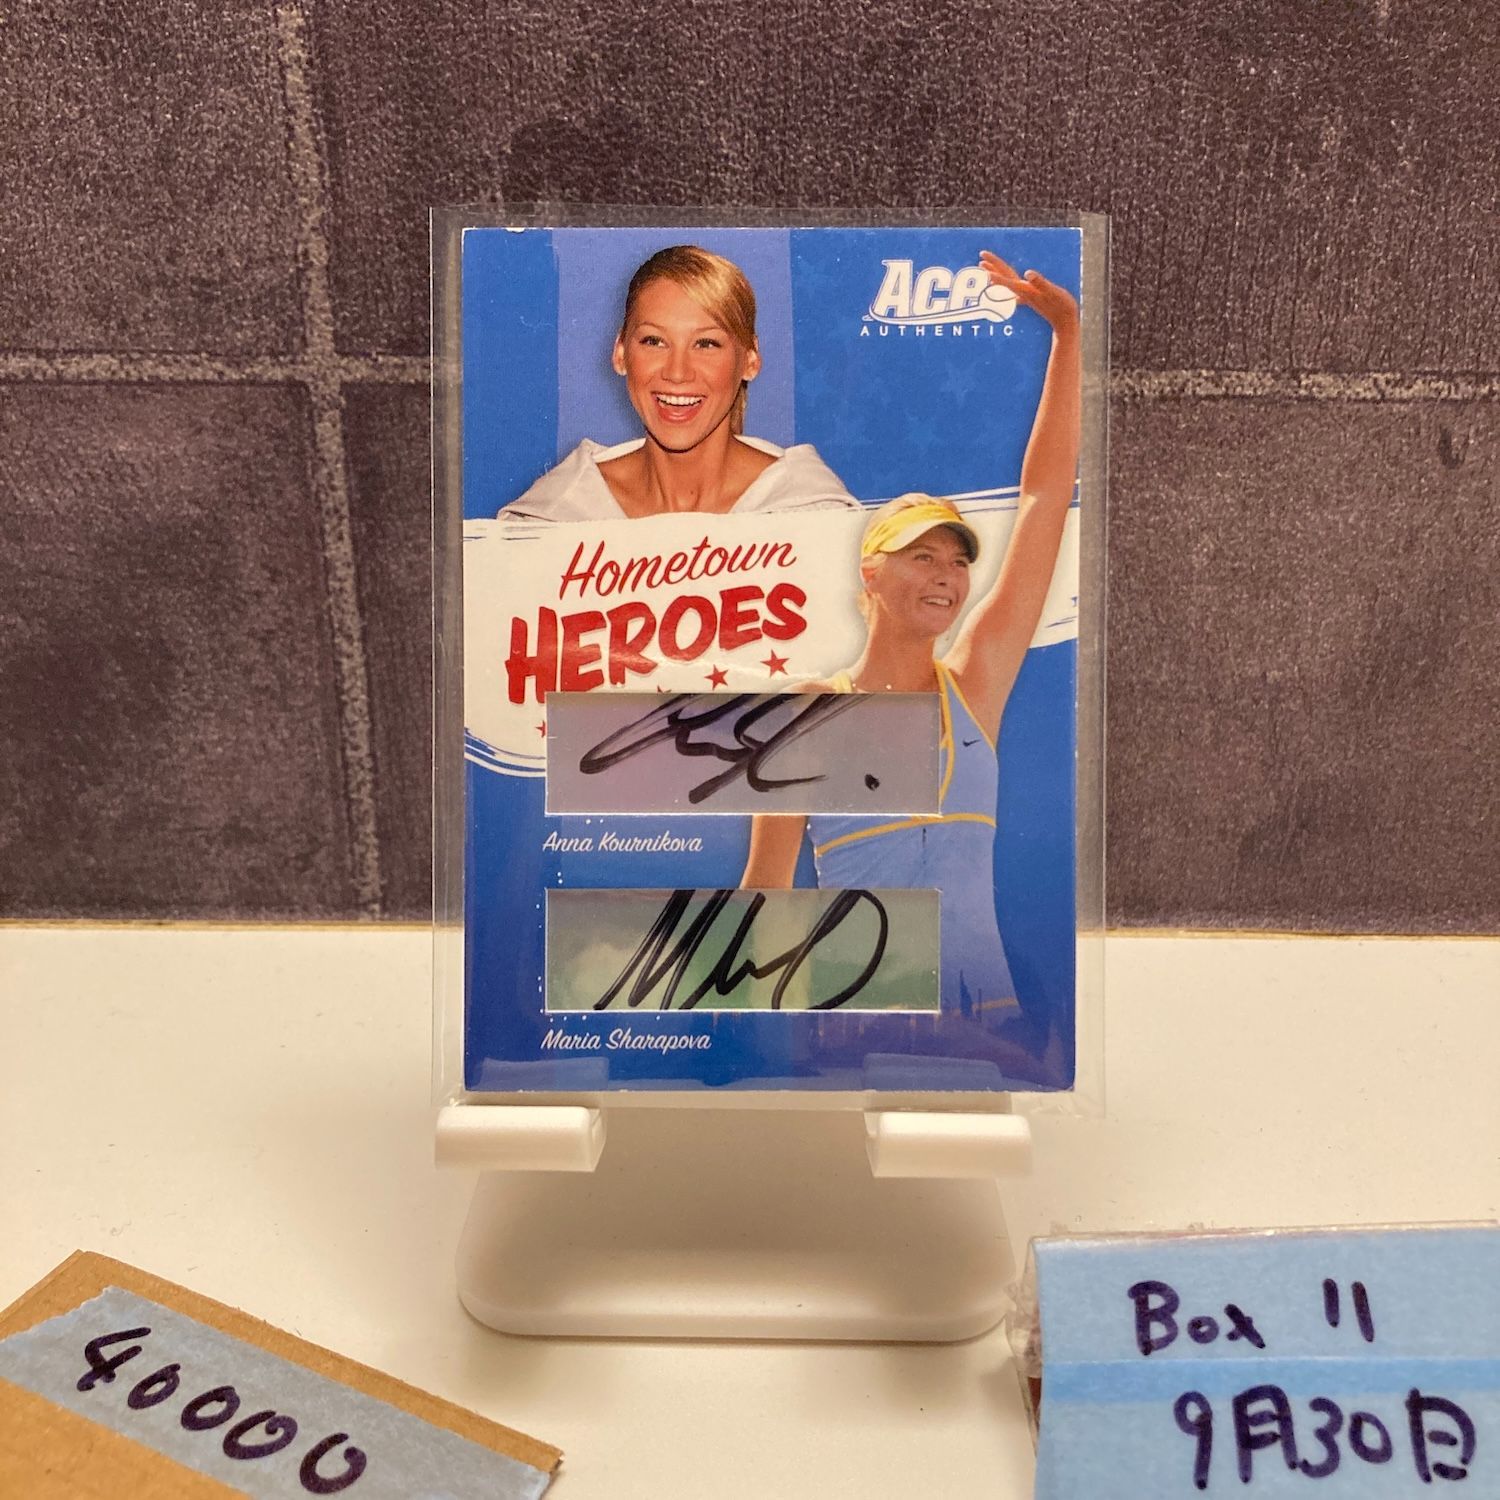 Ace
AUTHENTIC
Hometown
HEROES
Anna Kournikova
Maria Sharapova
40000
Box 11
9月30日